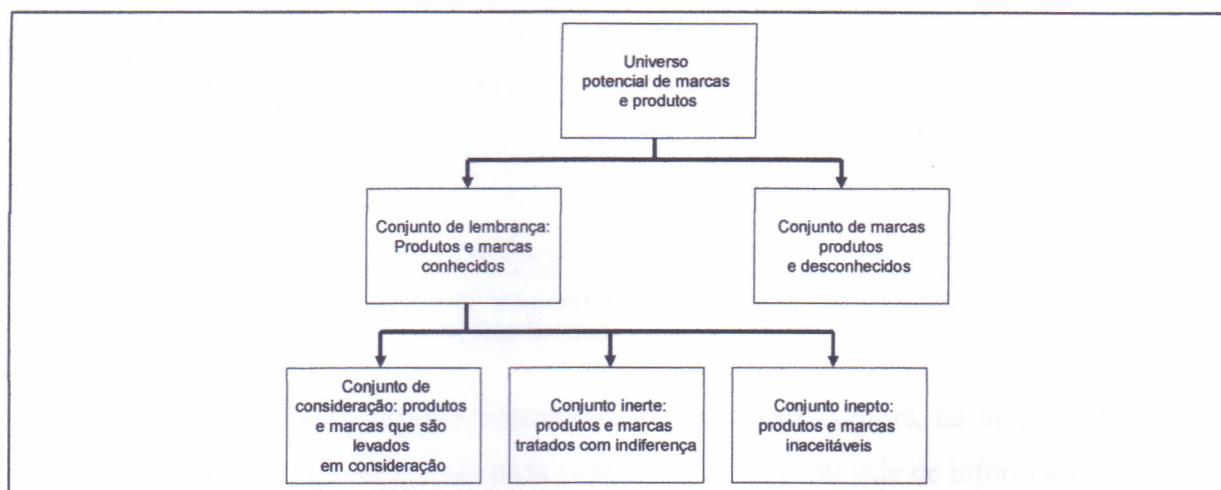 Universo
potencial de marcas
e produtos
Conjunto de lembrança:
Produtos e marcas
conhecidos
Conjunto de marcas
produtos
e desconhecidos
Conjunto de
consideração: produtos
e marcas que são
levados
em consideração
Conjunto inerte:
produtos e marcas
tratados com indiferença
Conjunto inepto:
produtos e marcas
inaceitáveis